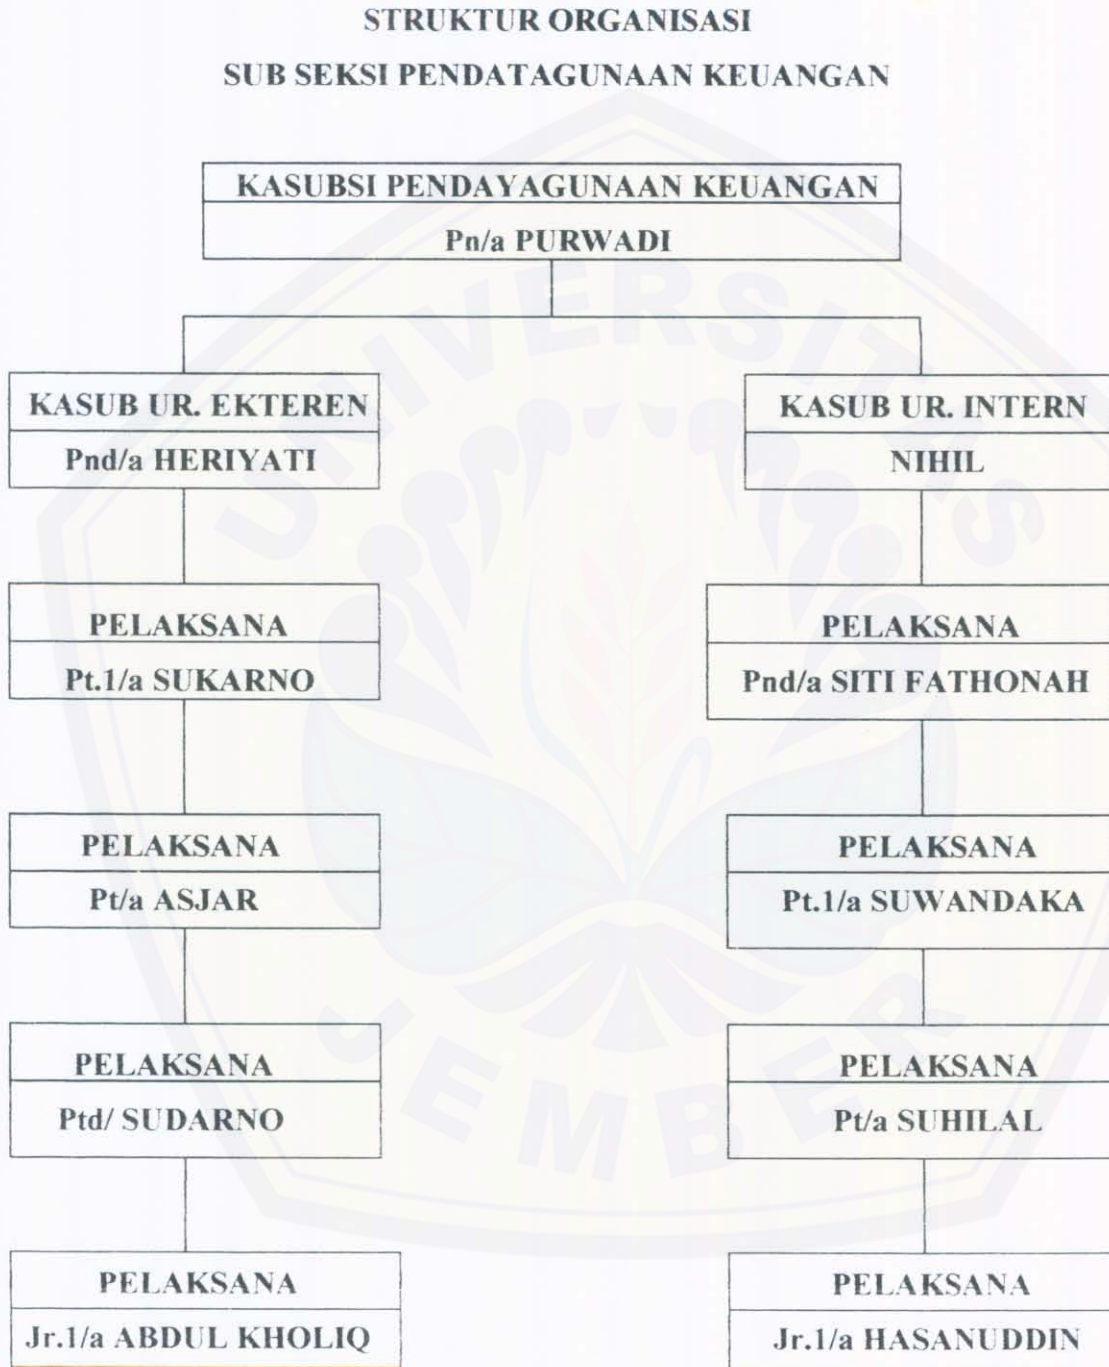 STRUKTUR ORGANISASI
SUB SEKSI PENDATAGUNAAN KEUANGAN
KASUBSI PENDAYAGUNAAN KEUANGAN
Pn/a PURWADI
KASUB UR. EKTEREN
Pnd/a HERIYATI
KASUB UR. INTERN
NIHIL
PELAKSANA
Pt.1/a SUKARNO
PELAKSANA
Pnd/a SITI FATHONAH
PELAKSANA
Pt/a ASJAR
PELAKSANA
Pt.1/a SUWANDAKA
PELAKSANA
Ptd/ SUDARNO
PELAKSANA
Pt/a SUHILAL
PELAKSANA
Jr.1/a ABDUL KHOLIQ
PELAKSANA
Jr.1/a HASANUDDIN
UNIVERSITAS
JEMBER